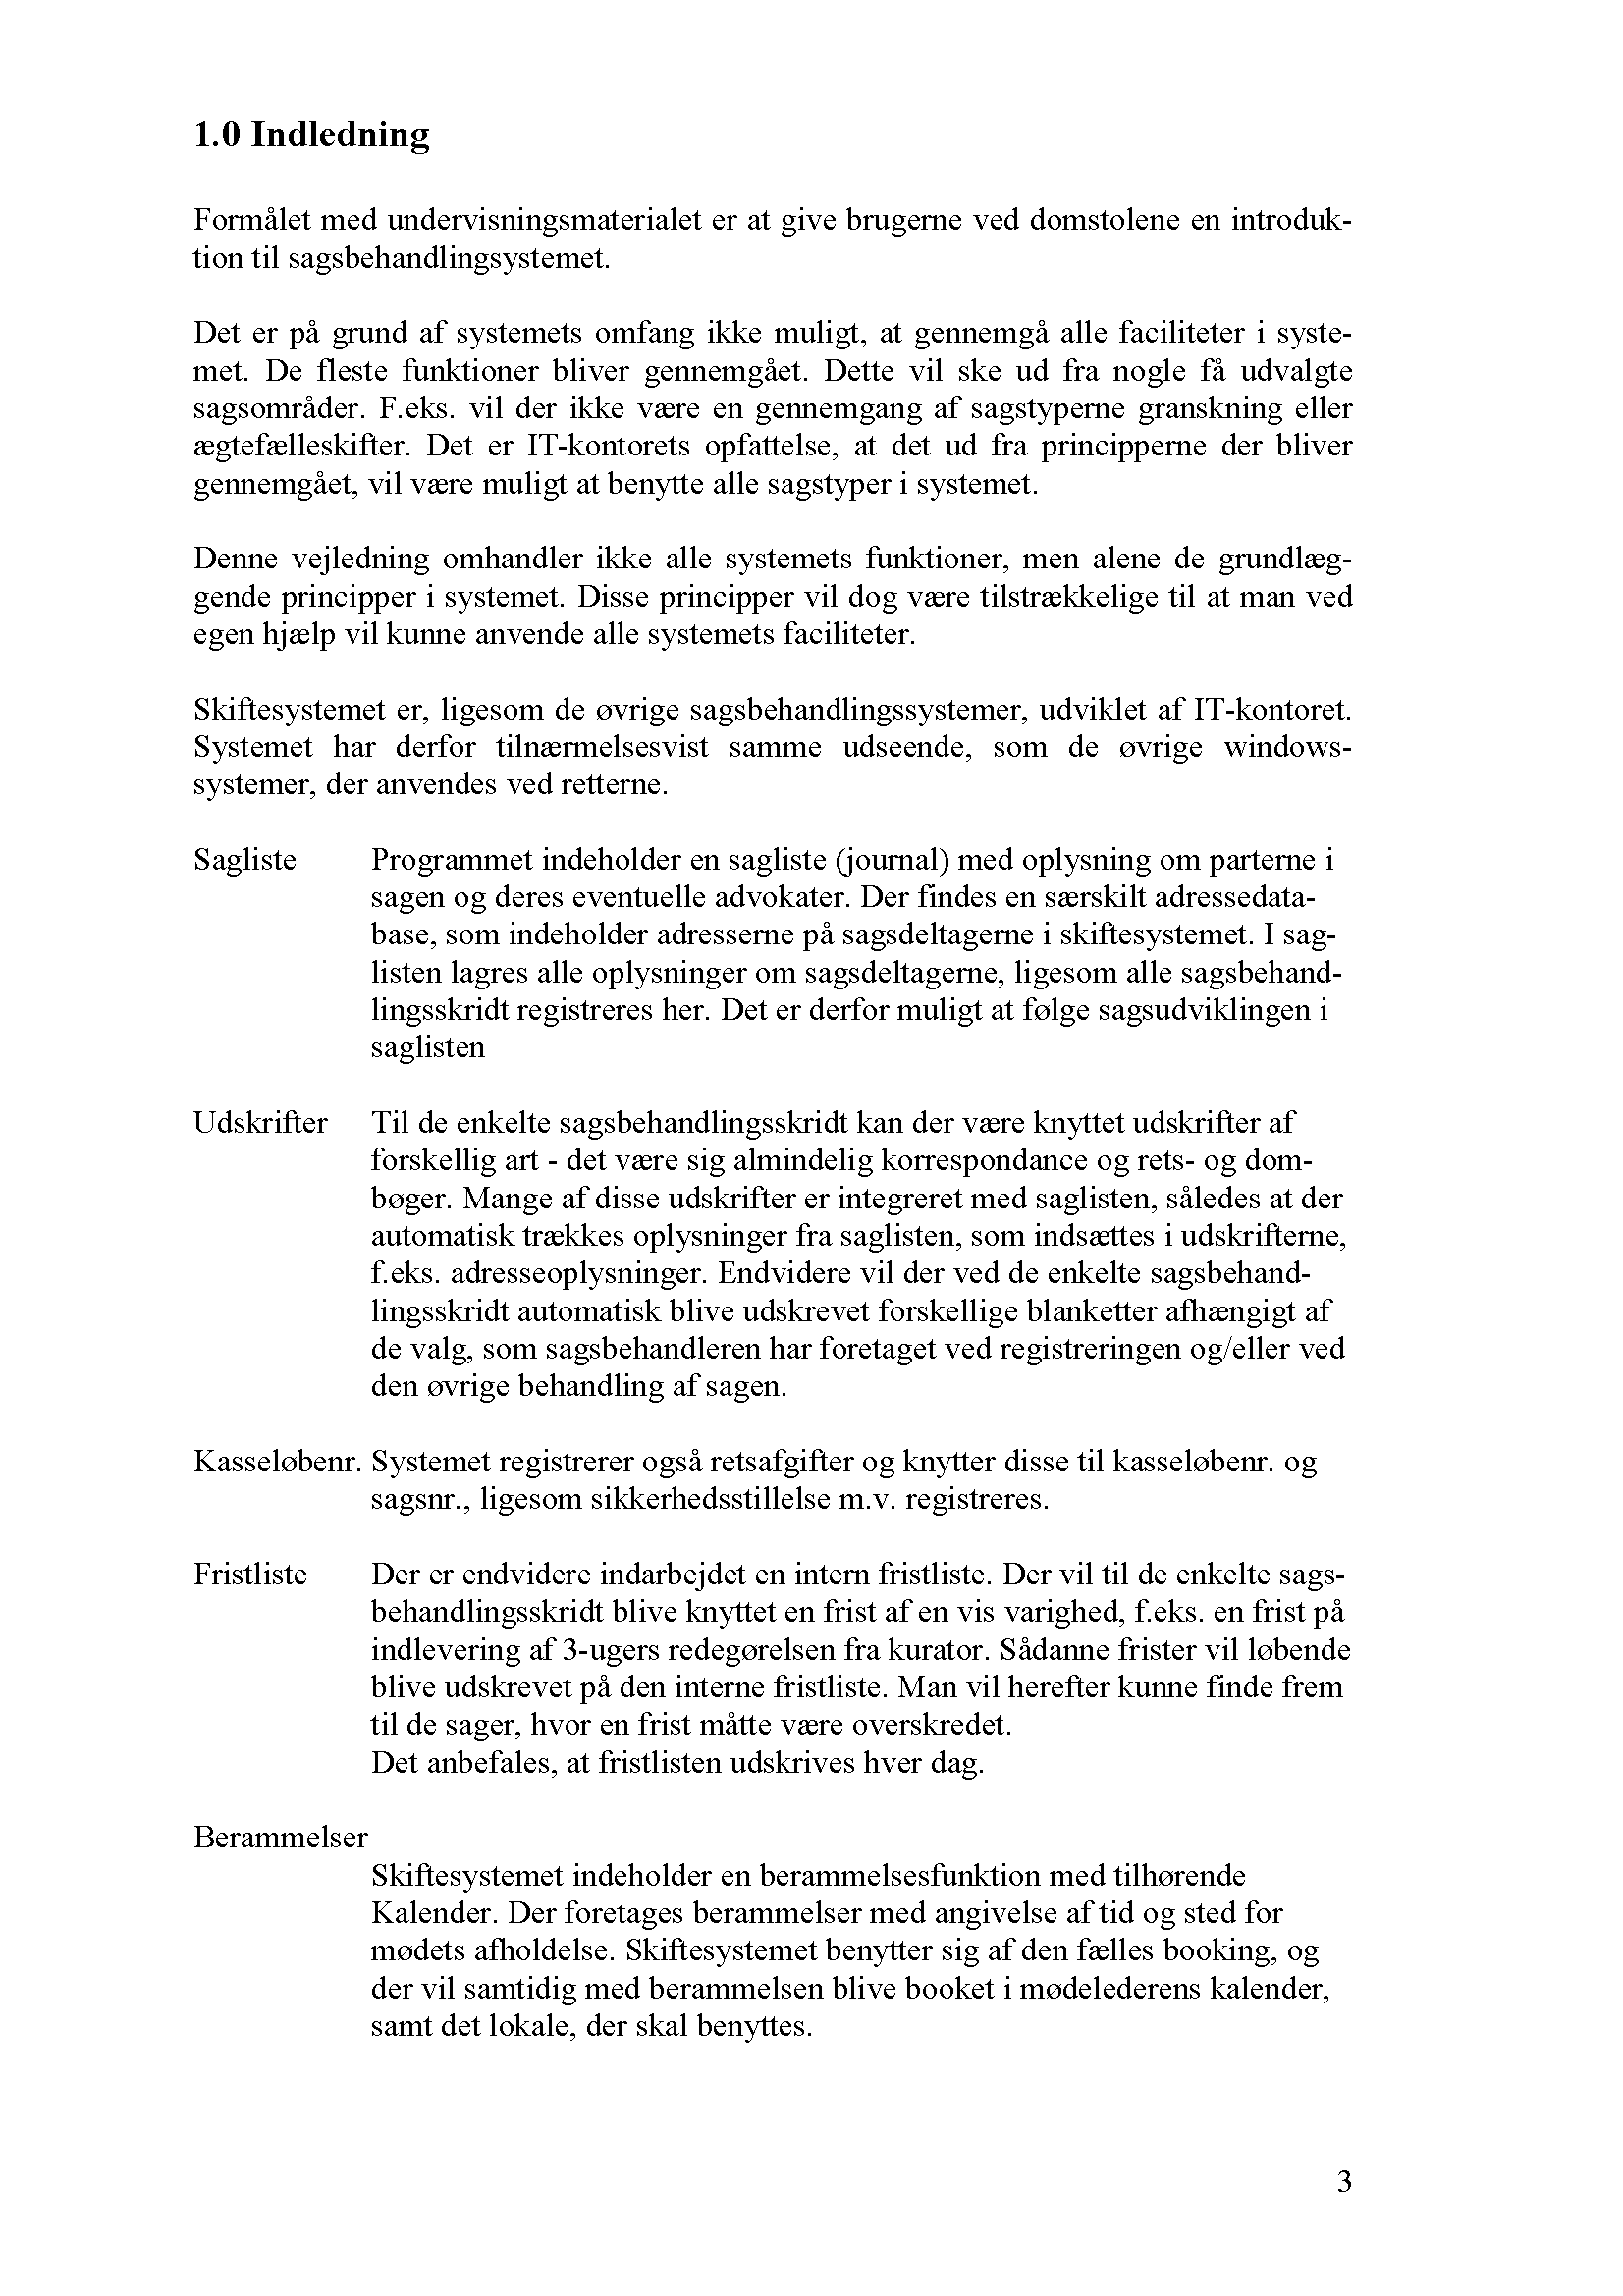 1.0 Indledning
Formålet med undervisningsmaterialet er at give brugerne ved domstolene en introduk-
tion til sagsbehandlingsystemet.
Det er på grund af systemets omfang ikke muligt, at gennemgå alle faciliteter i syste-
met. De fleste funktioner bliver gennemgået. Dette vil ske ud fra nogle få udvalgte
sagsområder. F.eks. vil der ikke være en gennemgang af sagstyperne granskning eller
ægtefælleskifter. Det er IT-kontorets opfattelse, at det ud fra principperne der bliver
gennemgået, vil være muligt at benytte alle sagstyper i systemet.
Denne vejledning omhandler ikke alle systemets funktioner, men alene de grundlæg-
gende principper i systemet. Disse principper vil dog være tilstrækkelige til at man ved
egen hjælp vil kunne anvende alle systemets faciliteter.
Skiftesystemet er, ligesom de øvrige sagsbehandlingssystemer, udviklet af IT-kontoret.
Systemet har derfor tilnærmelsesvist samme udseende, som de øvrige windows-
systemer, der anvendes ved retterne.
Sagliste Programmet indeholder en sagliste (journal) med oplysning om parterne i
sagen og deres eventuelle advokater. Der findes en særskilt adressedata-
base, som indeholder adresserne på sagsdeltagerne i skiftesystemet. I sag-
listen lagres alle oplysninger om sagsdeltagerne, ligesom alle sagsbehand-
lingsskridt registreres her. Det er derfor muligt at følge sagsudviklingen i
saglisten
Udskrifter Til de enkelte sagsbehandlingsskridt kan der være knyttet udskrifter af
forskellig art - det være sig almindelig korrespondance og rets- og dom-
bøger. Mange af disse udskrifter er integreret med saglisten, således at der
automatisk trækkes oplysninger fra saglisten, som indsættes i udskrifterne,
f.eks. adresseoplysninger. Endvidere vil der ved de enkelte sagsbehand-
lingsskridt automatisk blive udskrevet forskellige blanketter afhængigt af
de valg, som sagsbehandleren har foretaget ved registreringen og/eller ved
den øvrige behandling af sagen.
Kasseløbenr. Systemet registrerer også retsafgifter og knytter disse til kasseløbenr. og
sagsnr., ligesom sikkerhedsstillelse m.v. registreres.
Fristliste Der er endvidere indarbejdet en intern fristliste. Der vil til de enkelte sags-
behandlingsskridt blive knyttet en frist af en vis varighed, f.eks. en frist på
indlevering af 3-ugers redegørelsen fra kurator. Sådanne frister vil løbende
blive udskrevet på den interne fristliste. Man vil herefter kunne finde frem
til de sager, hvor en frist måtte være overskredet.
Det anbefales, at fristlisten udskrives hver dag.
Berammelser
Skiftesystemet indeholder en berammelsesfunktion med tilhørende
Kalender. Der foretages berammelser med angivelse af tid og sted for
mødets afholdelse. Skiftesystemet benytter sig af den fælles booking, og
der vil samtidig med berammelsen blive booket i mødelederens kalender,
samt det lokale, der skal benyttes.
3